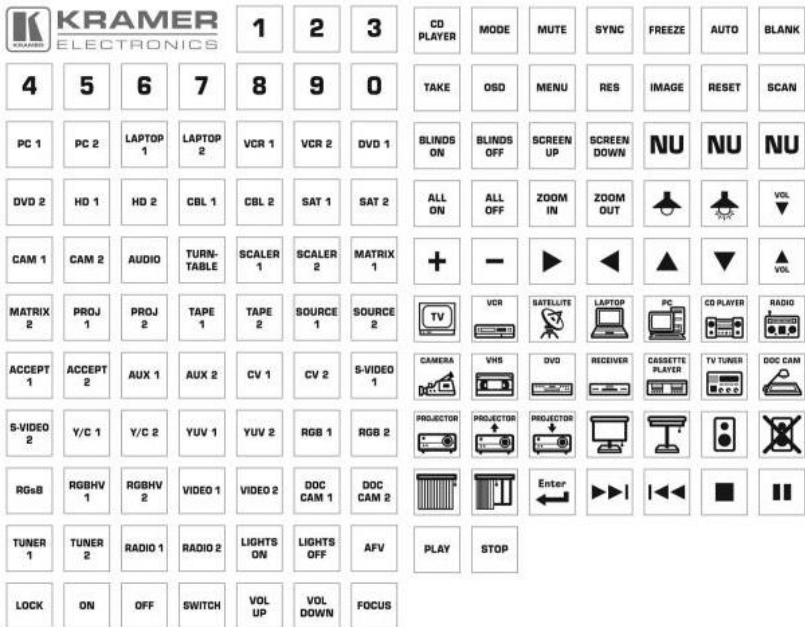 KRAMER
ELECTRONICS
KRAMER
1 2 3
4 5 6 7 8 9 0
PC 1 PC 2 LAPTOP 1 LAPTOP 2 VCR 1 VCR 2 DVD 1
DVD 2 HD 1 HD 2 CBL 1 CBL 2 SAT 1 SAT 2
CAM 1 CAM 2 AUDIO TURN-TABLE SCALER 1 SCALER 2 MATRIX 1
MATRIX 2 PROJ 1 PROJ 2 TAPE 1 TAPE 2 SOURCE 1 SOURCE 2
ACCEPT 1 ACCEPT 2 AUX 1 AUX 2 CV 1 CV 2 S-VIDEO 1
S-VIDEO 2 Y/C 1 Y/C 2 YUV 1 YUV 2 RGB 1 RGB 2
RGsB RGBHV 1 RGBHV 2 VIDEO 1 VIDEO 2 DOC CAM 1 DOC CAM 2
TUNER 1 TUNER 2 RADIO 1 RADIO 2 LIGHTS ON LIGHTS OFF AFV
LOCK ON OFF SWITCH VOL UP VOL DOWN FOCUS
CD PLAYER MODE MUTE SYNC FREEZE AUTO BLANK
TAKE OSD MENU RES IMAGE RESET SCAN
BLINDS ON BLINDS OFF SCREEN UP SCREEN DOWN NU NU NU
ALL ON ALL OFF ZOOM IN ZOOM OUT VOL
+ - VOL
TV VCR SATELLITE LAPTOP PC CD PLAYER RADIO
CAMERA VHS DVD RECEIVER CASSETTE PLAYER TV TUNER DOC CAM
PROJECTOR PROJECTOR PROJECTOR
Enter
PLAY STOP